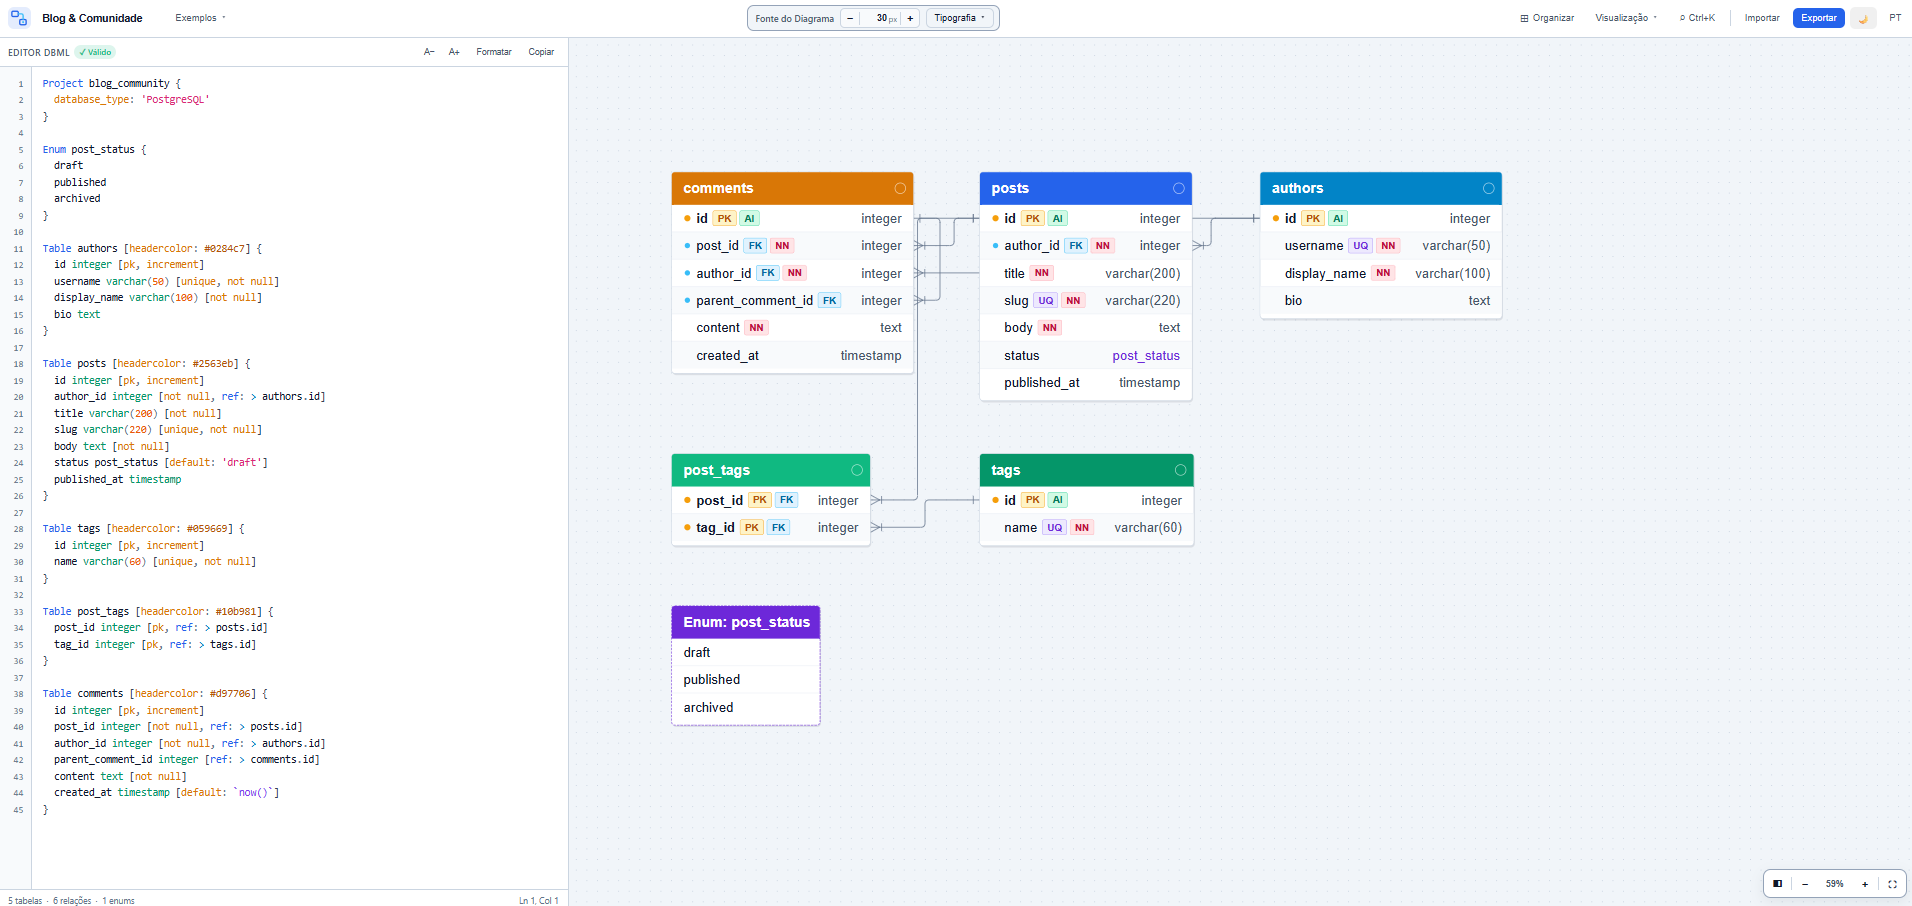 Blog & Comunidade
Exemplos
Fonte do Diagrama
− 30 px +
Tipografia
Organizar
Visualização
Ctrl+K
Importar
Exportar
PT
EDITOR DBML
✓ Válido
A−
A+
Formatar
Copiar
1 Project blog_community {
2 database_type: 'PostgreSQL'
3 }
4
5 Enum post_status {
6 draft
7 published
8 archived
9 }
10
11 Table authors [headercolor: #0284c7] {
12 id integer [pk, increment]
13 username varchar(50) [unique, not null]
14 display_name varchar(100) [not null]
15 bio text
16 }
17
18 Table posts [headercolor: #2563eb] {
19 id integer [pk, increment]
20 author_id integer [not null, ref: > authors.id]
21 title varchar(200) [not null]
22 slug varchar(220) [unique, not null]
23 body text [not null]
24 status post_status [default: 'draft']
25 published_at timestamp
26 }
27
28 Table tags [headercolor: #059669] {
29 id integer [pk, increment]
30 name varchar(60) [unique, not null]
31 }
32
33 Table post_tags [headercolor: #10b981] {
34 post_id integer [pk, ref: > posts.id]
35 tag_id integer [pk, ref: > tags.id]
36 }
37
38 Table comments [headercolor: #d97706] {
39 id integer [pk, increment]
40 post_id integer [not null, ref: > posts.id]
41 author_id integer [not null, ref: > authors.id]
42 parent_comment_id integer [ref: > comments.id]
43 content text [not null]
44 created_at timestamp [default: `now()`]
45 }
5 tabelas · 6 relações · 1 enums
Ln 1, Col 1
comments
id PK AI integer
post_id FK NN integer
author_id FK NN integer
parent_comment_id FK integer
content NN text
created_at timestamp
posts
id PK AI integer
author_id FK NN integer
title NN varchar(200)
slug UQ NN varchar(220)
body NN text
status post_status
published_at timestamp
authors
id PK AI integer
username UQ NN varchar(50)
display_name NN varchar(100)
bio text
post_tags
post_id PK FK integer
tag_id PK FK integer
tags
id PK AI integer
name UQ NN varchar(60)
Enum: post_status
draft
published
archived
− 59% +